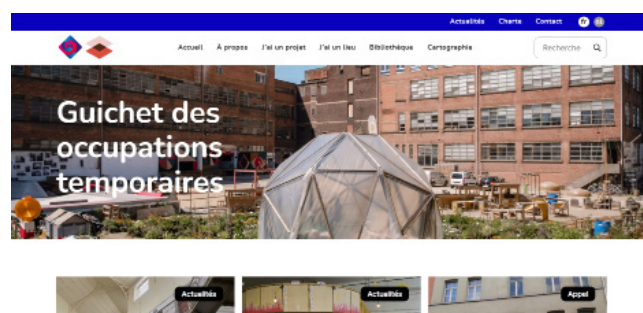 Actualités Charte Contact fr
Accueil À propos J'ai un projet J'ai un lieu Bibliothèque Cartographie Recherche
Guichet des
occupations
temporaires
Actualités Actualités Appel